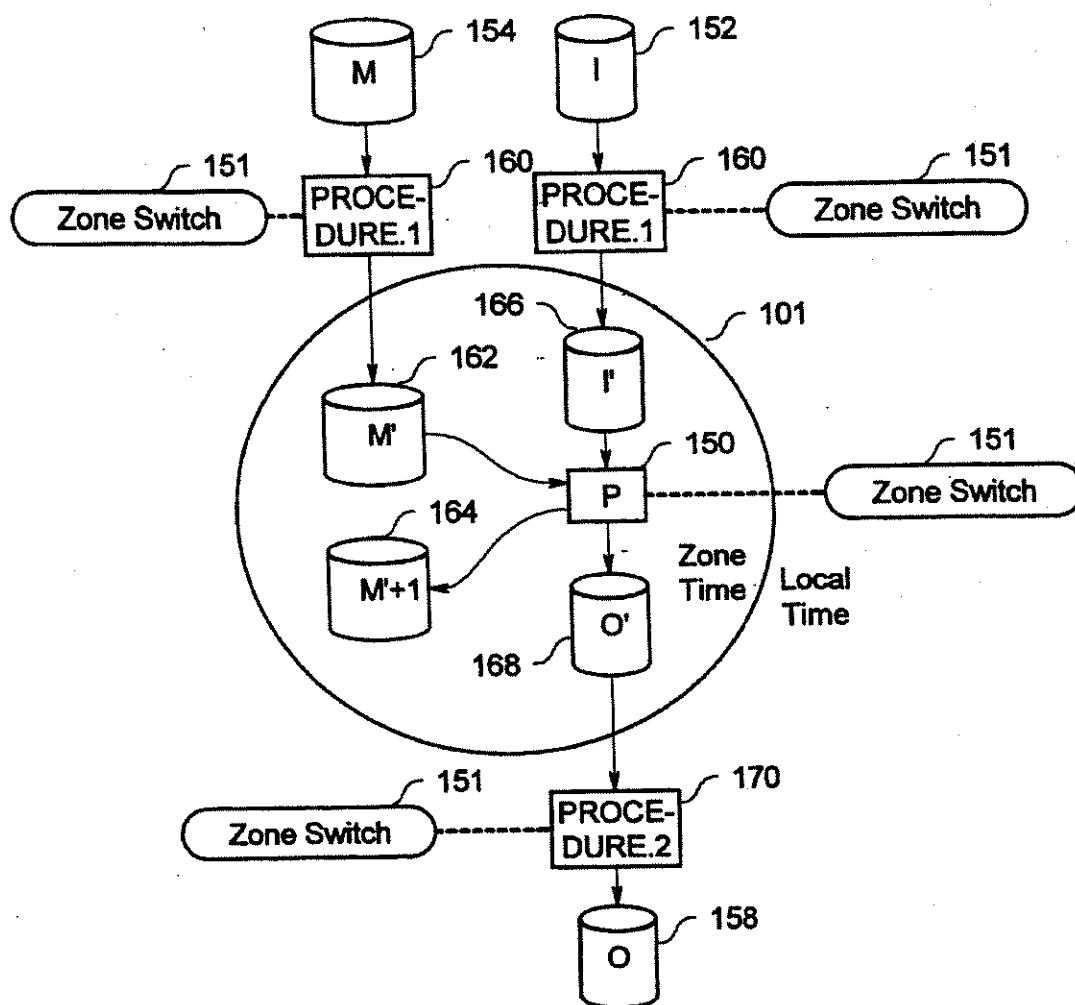 154
152
M
I
151
160
160
151
Zone Switch
PROCE-
DURE.1
PROCE-
DURE.1
Zone Switch
166
101
162
I'
M'
150
151
P
Zone Switch
164
M'+1
Zone
Time
Local
Time
O'
168
151
170
Zone Switch
PROCE-
DURE.2
158
O